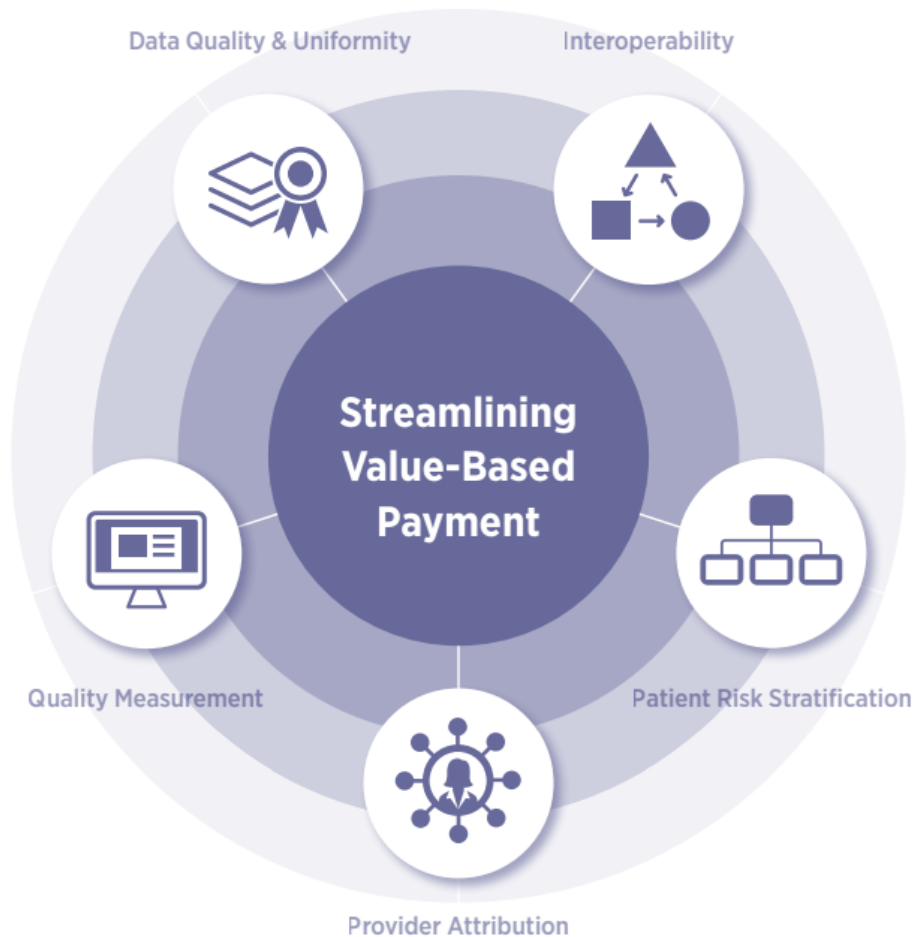 Data Quality & Uniformity
Interoperability
Streamlining
Value-Based
Payment
Quality Measurement
Patient Risk Stratification
Provider Attribution